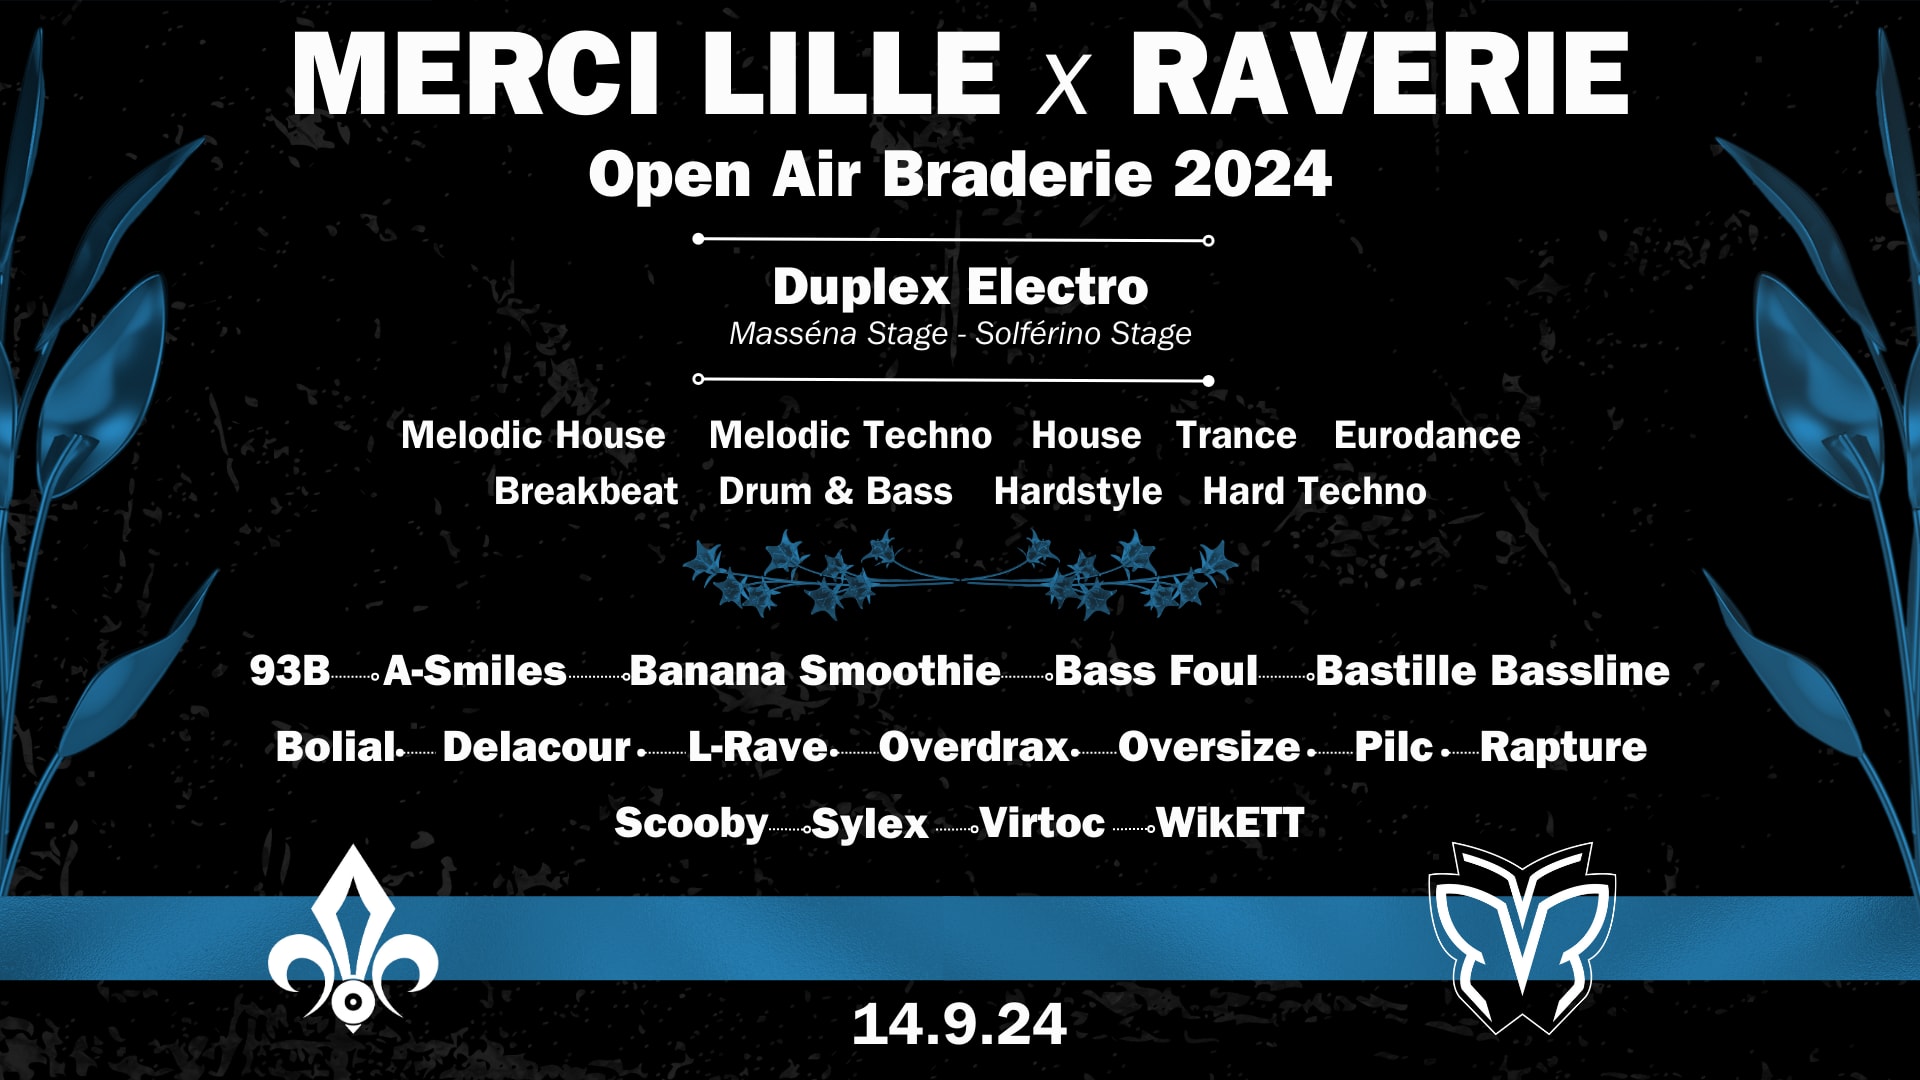 MERCI LILLE x RAVERIE
Open Air Braderie 2024
Duplex Electro
Masséna Stage - Solférino Stage
Melodic House Melodic Techno House Trance Eurodance
Breakbeat Drum & Bass Hardstyle Hard Techno
93B A-Smiles Banana Smoothie Bass Foul Bastille Bassline
Bolial Delacour L-Rave Overdrax Oversize Pilc Rapture
Scooby Sylex Virtoc WikETT
14.9.24